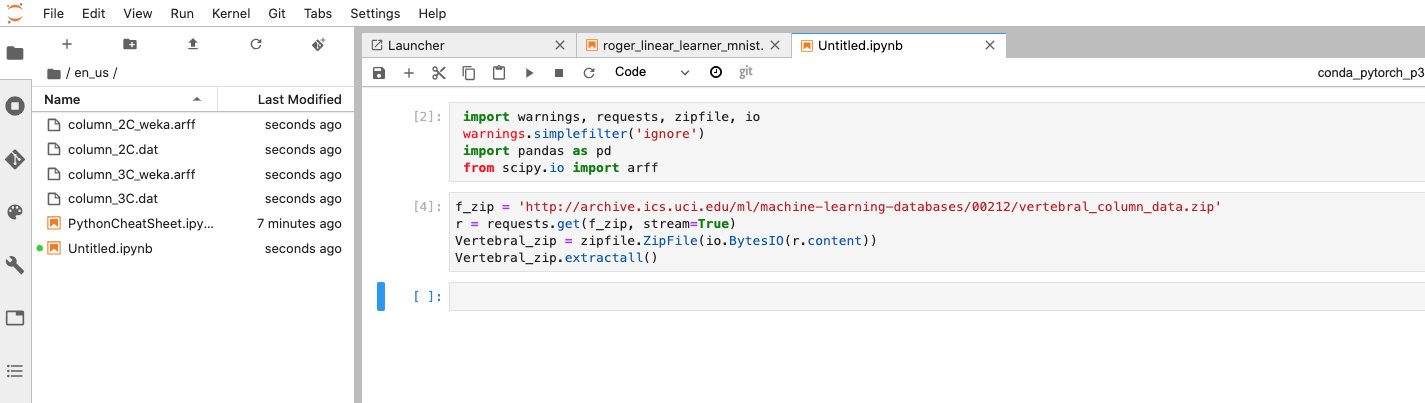 File Edit View Run Kernel Git Tabs Settings Help
/ en_us /
Name Last Modified
column_2C_weka.arff seconds ago
column_2C.dat seconds ago
column_3C_weka.arff seconds ago
column_3C.dat seconds ago
PythonCheatSheet.ipy... 7 minutes ago
Untitled.ipynb seconds ago
Launcher roger_linear_learner_mnist. Untitled.ipynb
Code git conda_pytorch_p3
[2]: import warnings, requests, zipfile, io
warnings.simplefilter('ignore')
import pandas as pd
from scipy.io import arff
[4]: f_zip = 'http://archive.ics.uci.edu/ml/machine-learning-databases/00212/vertebral_column_data.zip'
r = requests.get(f_zip, stream=True)
Vertebral_zip = zipfile.ZipFile(io.BytesIO(r.content))
Vertebral_zip.extractall()
[ ]: